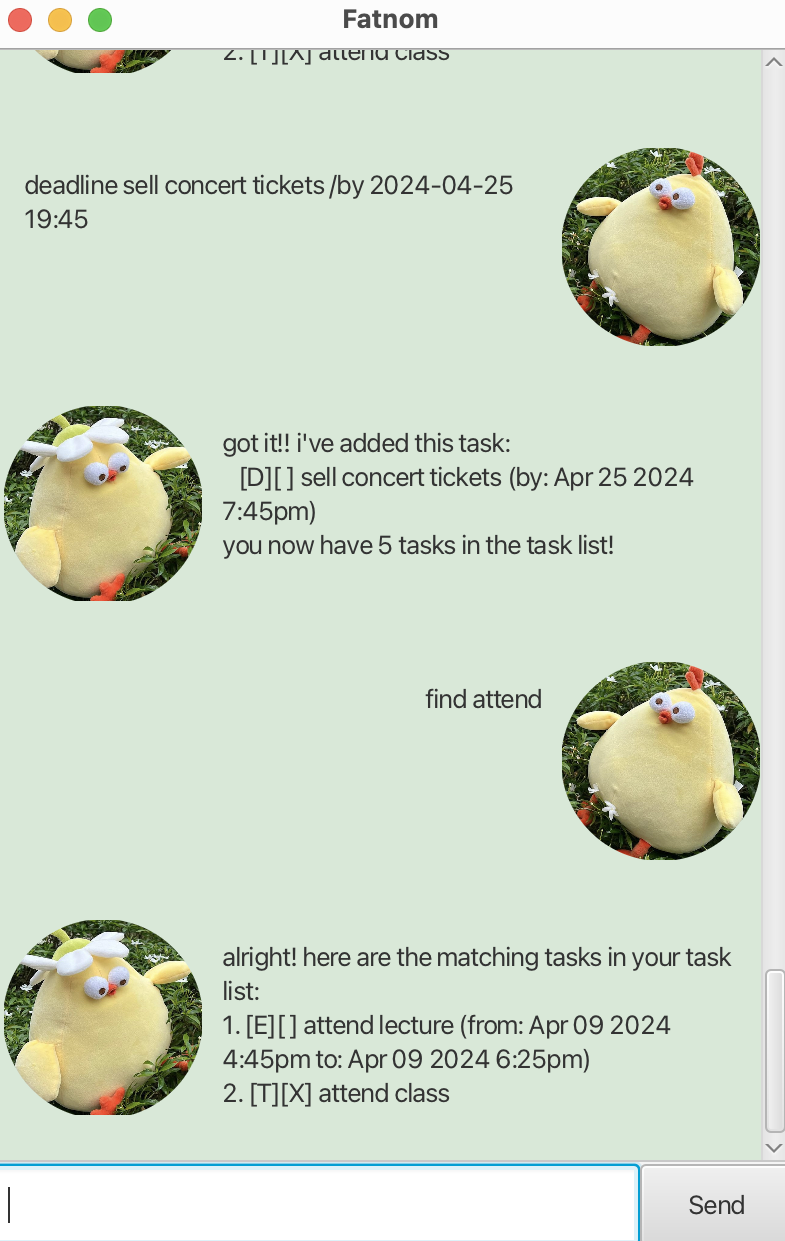 Fatnom
2. [T][X] attend class
deadline sell concert tickets /by 2024-04-25
19:45
got it!! i've added this task:
[D][ ] sell concert tickets (by: Apr 25 2024
7:45pm)
you now have 5 tasks in the task list!
find attend
alright! here are the matching tasks in your task
list:
1. [E][ ] attend lecture (from: Apr 09 2024
4:45pm to: Apr 09 2024 6:25pm)
2. [T][X] attend class
Send